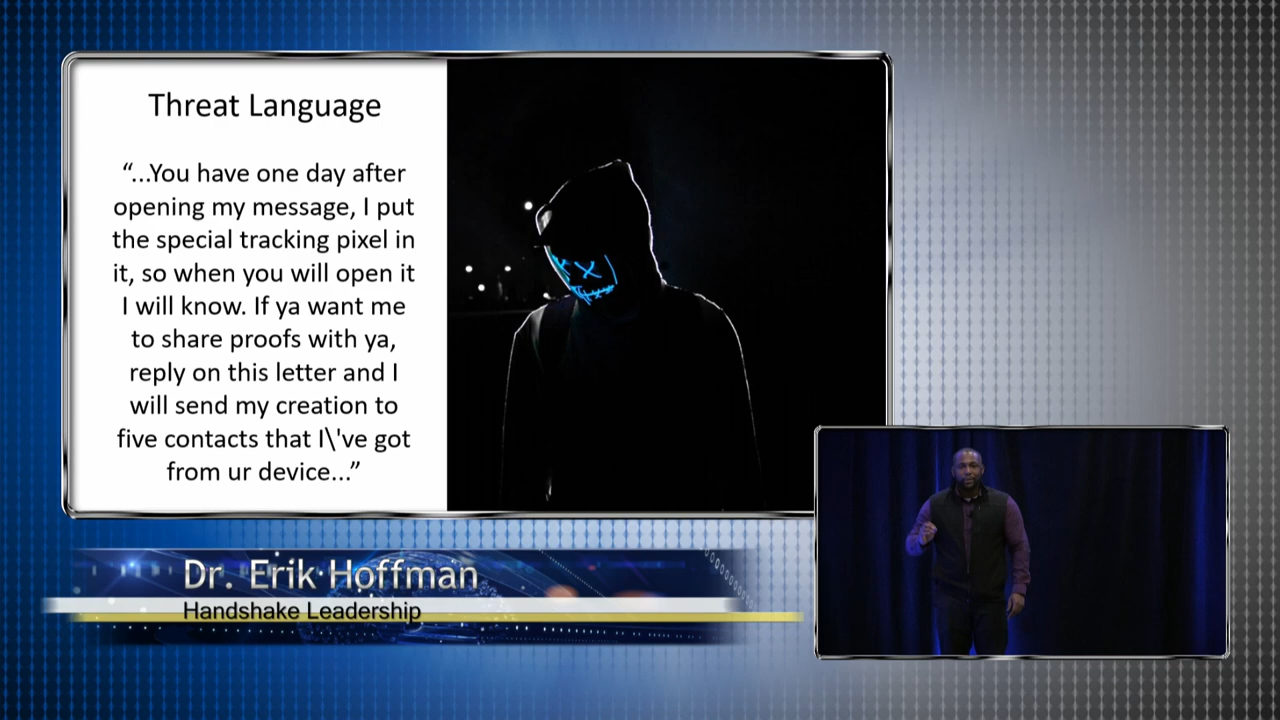 Threat Language
“...You have one day after
opening my message, I put
the special tracking pixel in
it, so when you will open it
I will know. If ya want me
to share proofs with ya,
reply on this letter and I
will send my creation to
five contacts that I\'ve got
from ur device...”
Dr. Erik Hoffman
Handshake Leadership